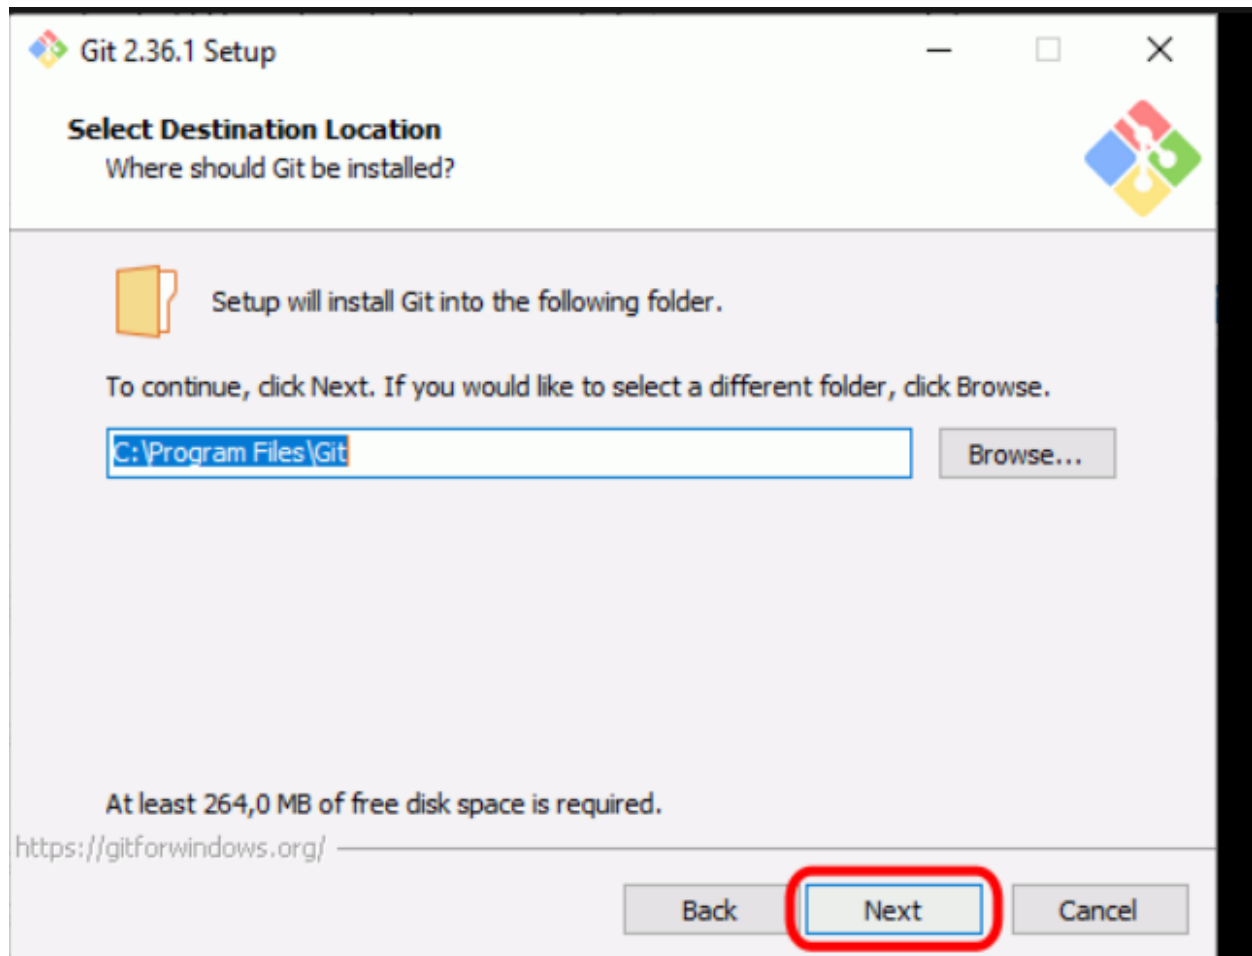 Git 2.36.1 Setup
Select Destination Location
Where should Git be installed?
Setup will install Git into the following folder.
To continue, click Next. If you would like to select a different folder, click Browse.
C:\Program Files\Git
Browse...
At least 264,0 MB of free disk space is required.
https://gitforwindows.org/
Back
Next
Cancel